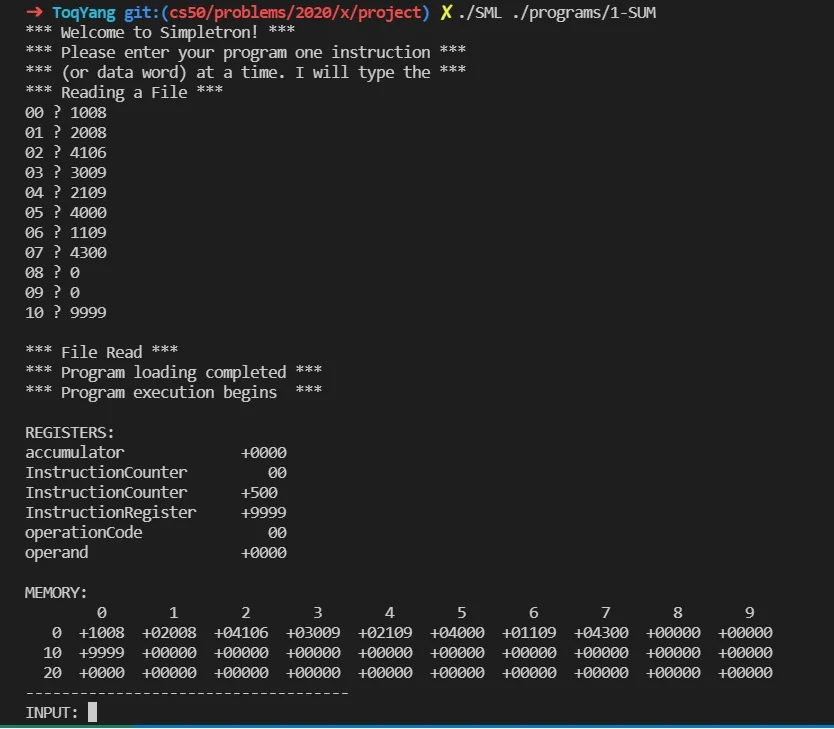 → ToqYang git:(cs50/problems/2020/x/project) ✗ ./SML ./programs/1-SUM
*** Welcome to Simpletron! ***
*** Please enter your program one instruction ***
*** (or data word) at a time. I will type the ***
*** Reading a File ***
00 ? 1008
01 ? 2008
02 ? 4106
03 ? 3009
04 ? 2109
05 ? 4000
06 ? 1109
07 ? 4300
08 ? 0
09 ? 0
10 ? 9999
*** File Read ***
*** Program loading completed ***
*** Program execution begins  ***
REGISTERS:
accumulator             +0000
InstructionCounter         00
InstructionCounter      +500
InstructionRegister     +9999
operationCode              00
operand                 +0000
MEMORY:
        0       1       2       3       4       5       6       7       8       9
   0  +1008  +02008  +04106  +03009  +02109  +04000  +01109  +04300  +00000  +00000
  10  +9999  +00000  +00000  +00000  +00000  +00000  +00000  +00000  +00000  +00000
  20  +0000  +00000  +00000  +00000  +00000  +00000  +00000  +00000  +00000  +00000
------------------------------------
INPUT: